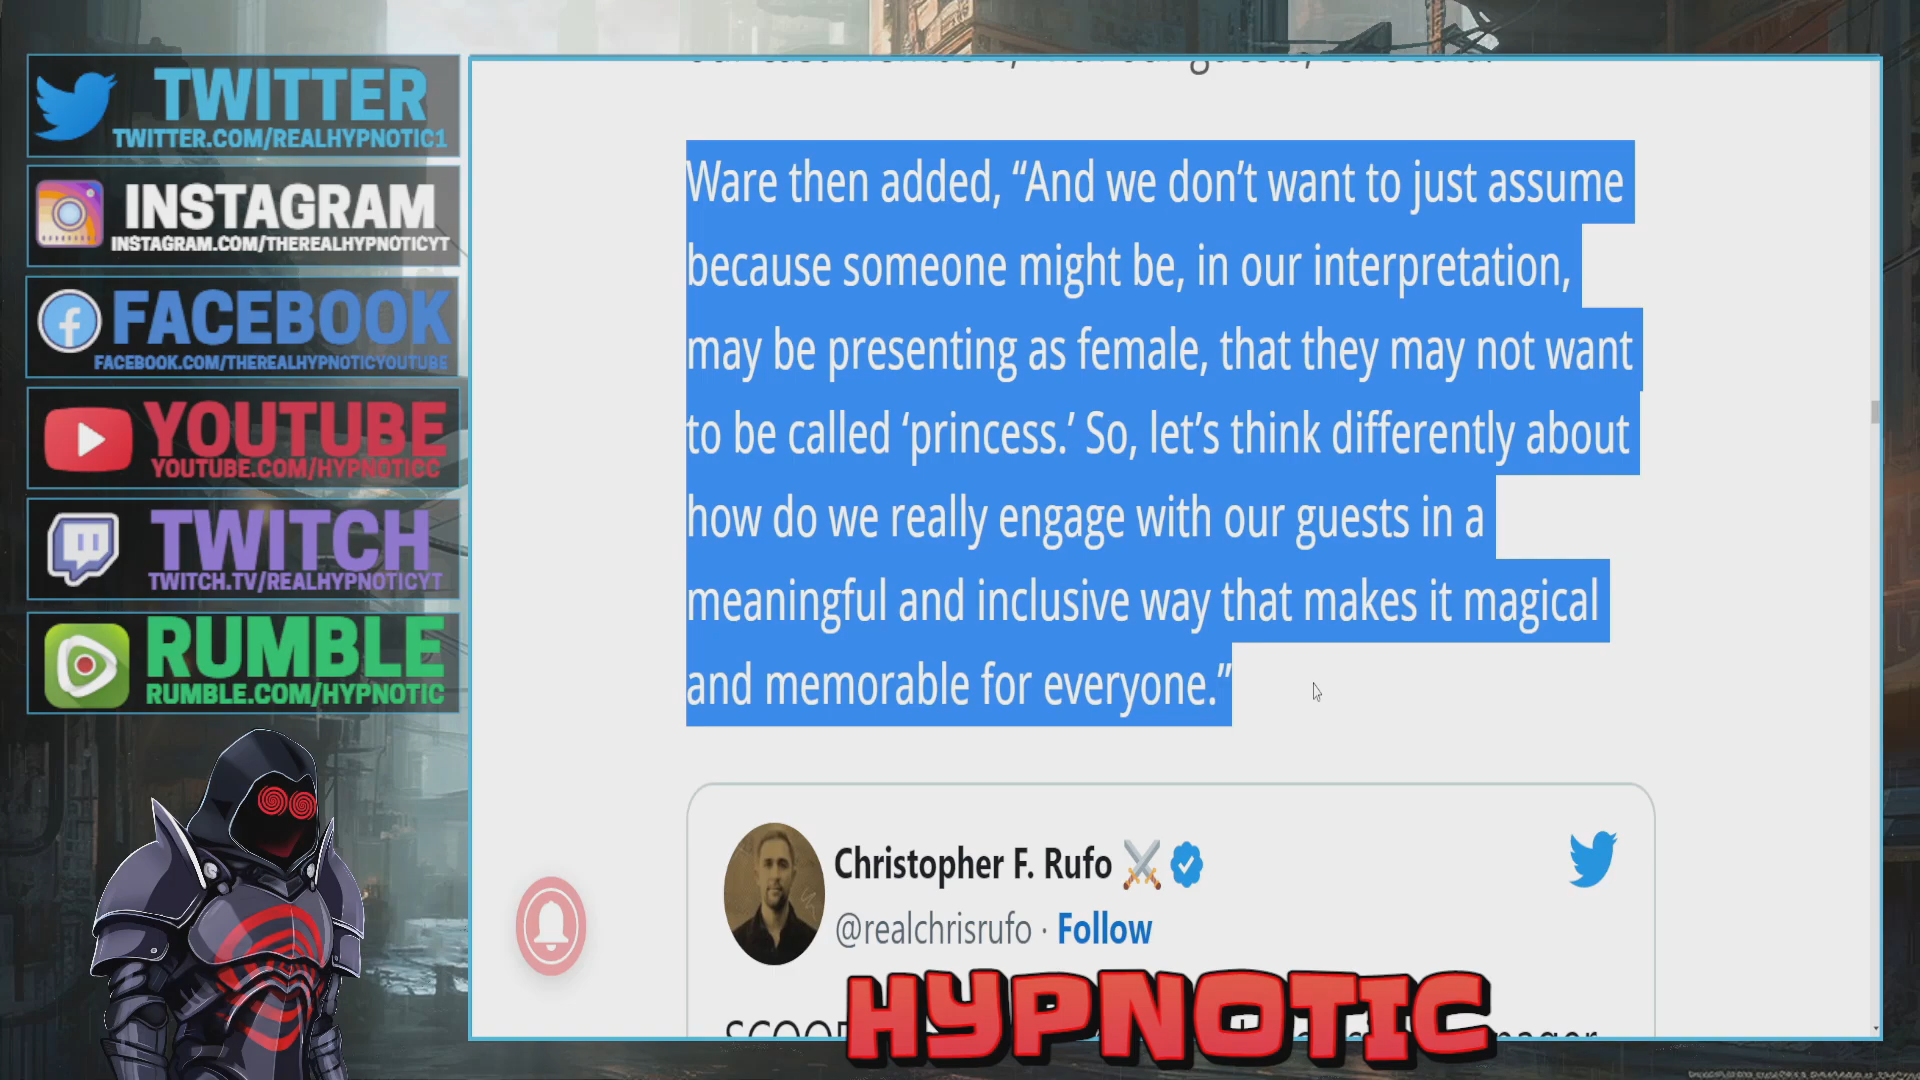 TWITTER
TWITTER.COM/REALHYPNOTIC1
INSTAGRAM
INSTAGRAM.COM/THEREALHYPNOTICYT
FACEBOOK
FACEBOOK.COM/THEREALHYPNOTICYOUTUBE
YOUTUBE
YOUTUBE.COM/HYPNOTICC
TWITCH
TWITCH.TV/REALHYPNOTICYT
RUMBLE
RUMBLE.COM/HYPNOTIC
Ware then added, “And we don’t want to just assume
because someone might be, in our interpretation,
may be presenting as female, that they may not want
to be called ‘princess.’ So, let’s think differently about
how do we really engage with our guests in a
meaningful and inclusive way that makes it magical
and memorable for everyone.”
Christopher F. Rufo
@realchrisrufo · Follow
HYPNOTIC